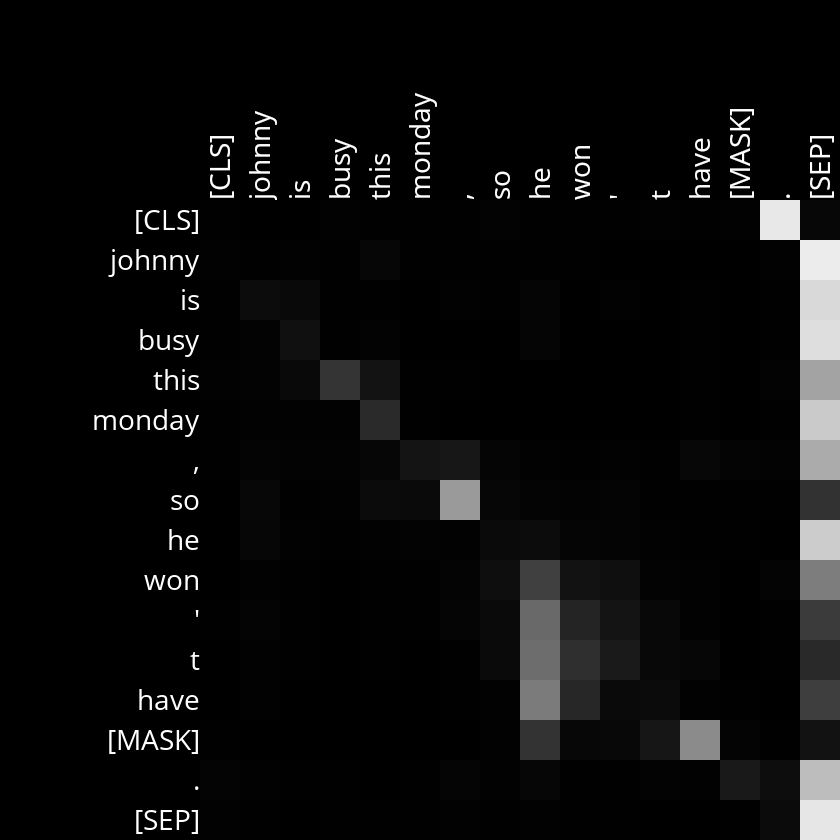 [CLS] johnny is busy this monday , so he won ' t have [MASK] . [SEP]
[CLS]
johnny
is
busy
this
monday
,
so
he
won
'
t
have
[MASK]
.
[SEP]